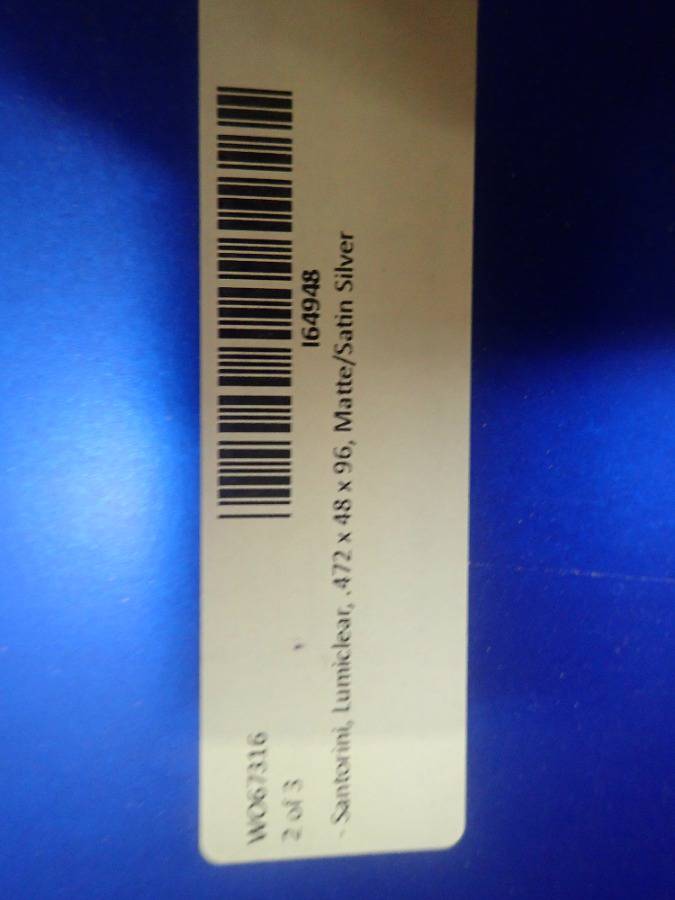 WO67316
2 of 3
I64948
- Santorini, Lumiclear, .472 x 48 x 96, Matte/Satin Silver